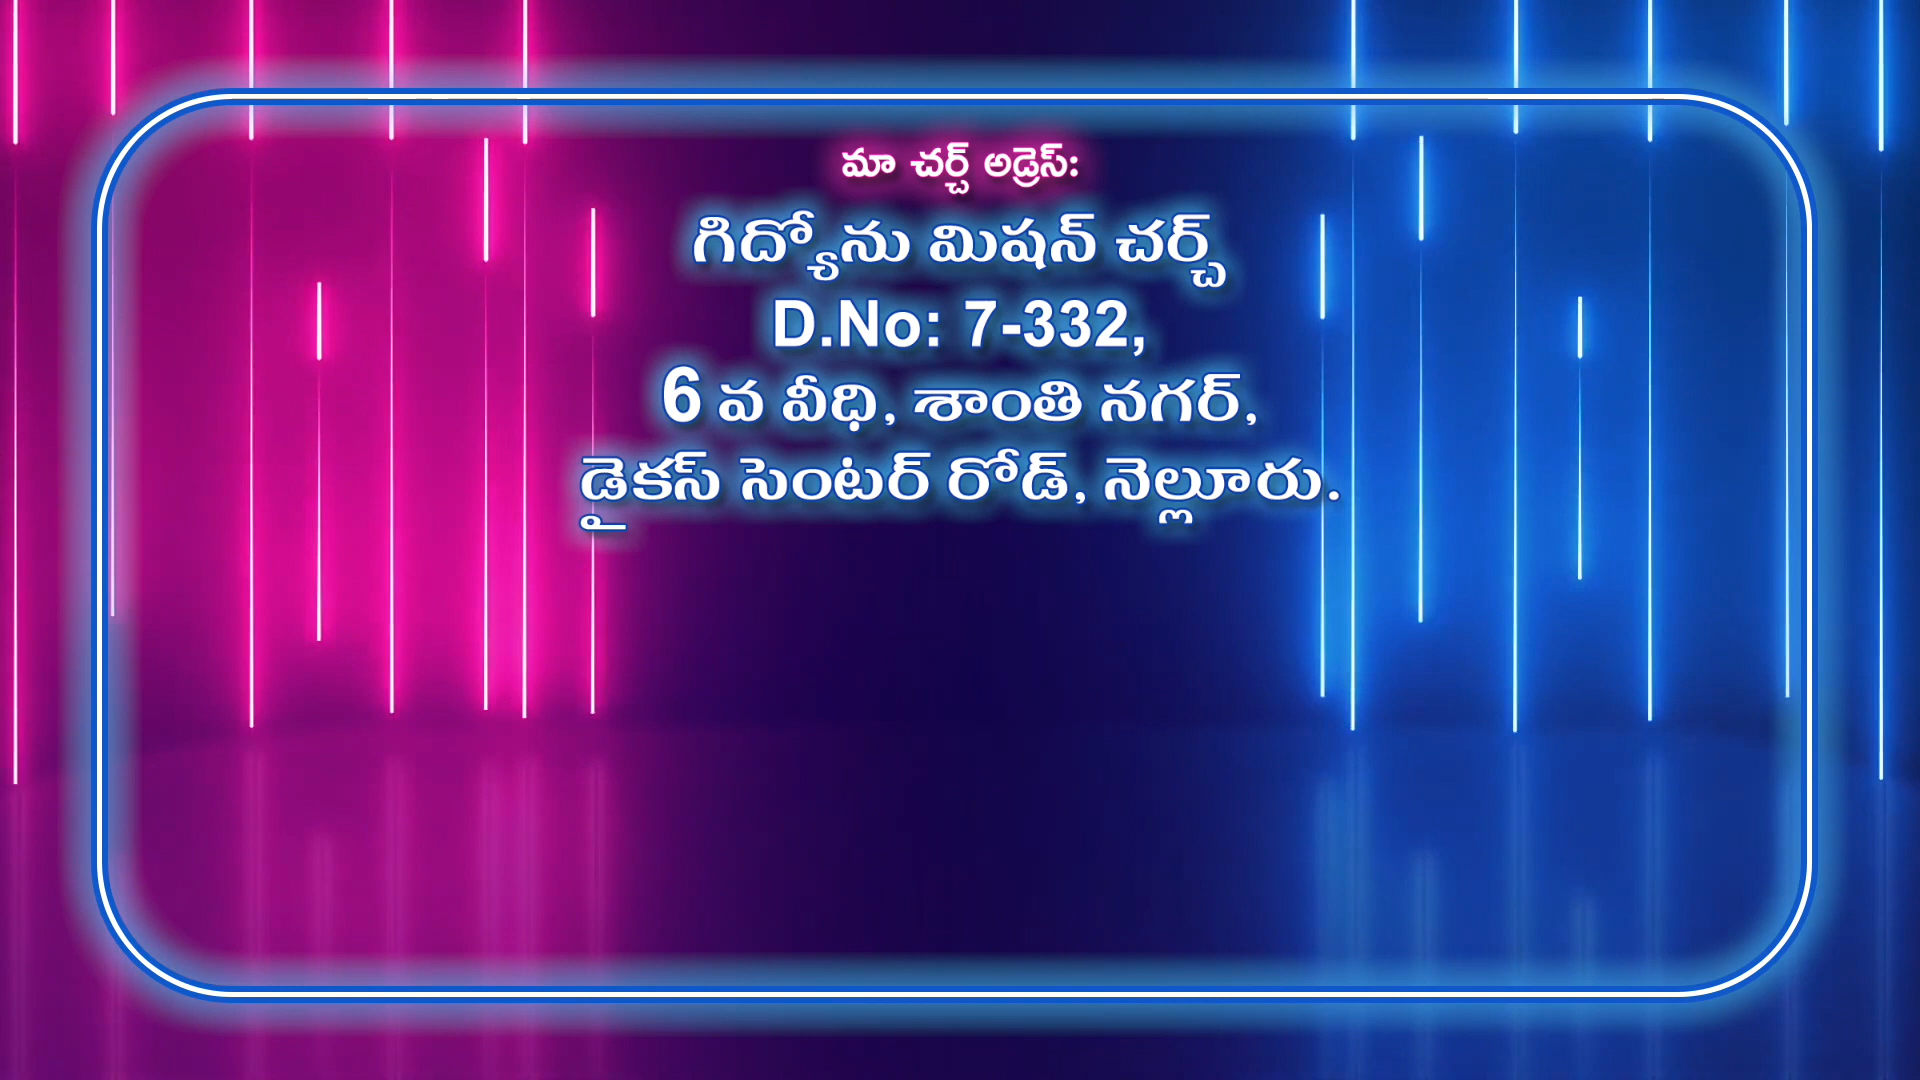 మా చర్చ్ అడ్రెస్:
గిద్యోను మిషన్ చర్చ్
D.No: 7-332,
6 వ వీధి, శాంతి నగర్,
డైకస్ సెంటర్ రోడ్, నెల్లూరు.